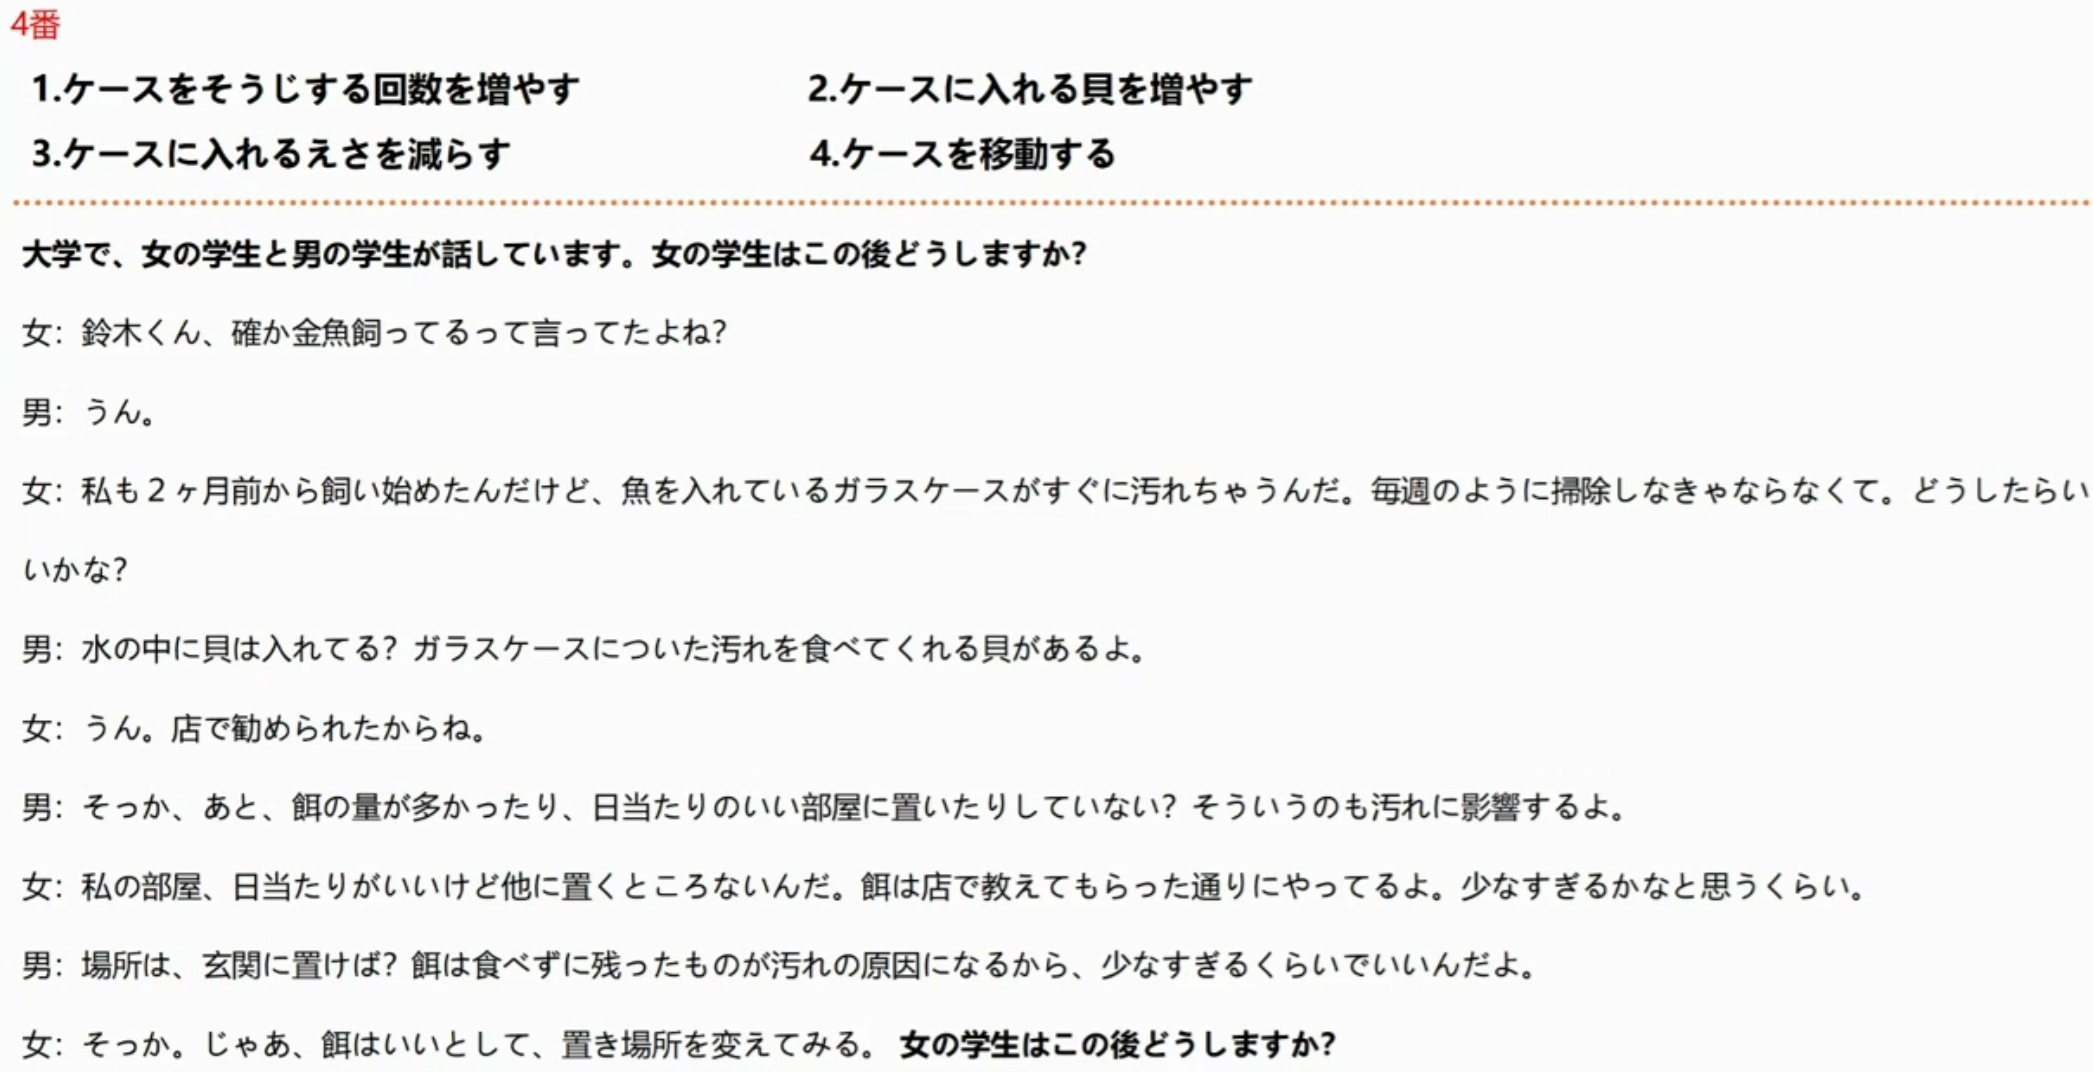 4番
1.ケースをそうじする回数を増やす 2.ケースに入れる貝を増やす
3.ケースに入れるえさを減らす 4.ケースを移動する
大学で、女の学生と男の学生が話しています。女の学生はこの後どうしますか?
女: 鈴木くん、確か金魚飼ってるって言ってたよね?
男: うん。
女: 私も２ヶ月前から飼い始めたんだけど、魚を入れているガラスケースがすぐに汚れちゃうんだ。毎週のように掃除しなきゃならなくて。どうしたらい
いかな?
男: 水の中に貝は入れてる? ガラスケースについた汚れを食べてくれる貝があるよ。
女: うん。店で勧められたからね。
男: そっか、あと、餌の量が多かったり、日当たりのいい部屋に置いたりしていない? そういうのも汚れに影響するよ。
女: 私の部屋、日当たりがいいけど他に置くところないんだ。餌は店で教えてもらった通りにやってるよ。少なすぎるかなと思うくらい。
男: 場所は、玄関に置けば? 餌は食べずに残ったものが汚れの原因になるから、少なすぎるくらいでいいんだよ。
女: そっか。じゃあ、餌はいいとして、置き場所を変えてみる。 女の学生はこの後どうしますか?